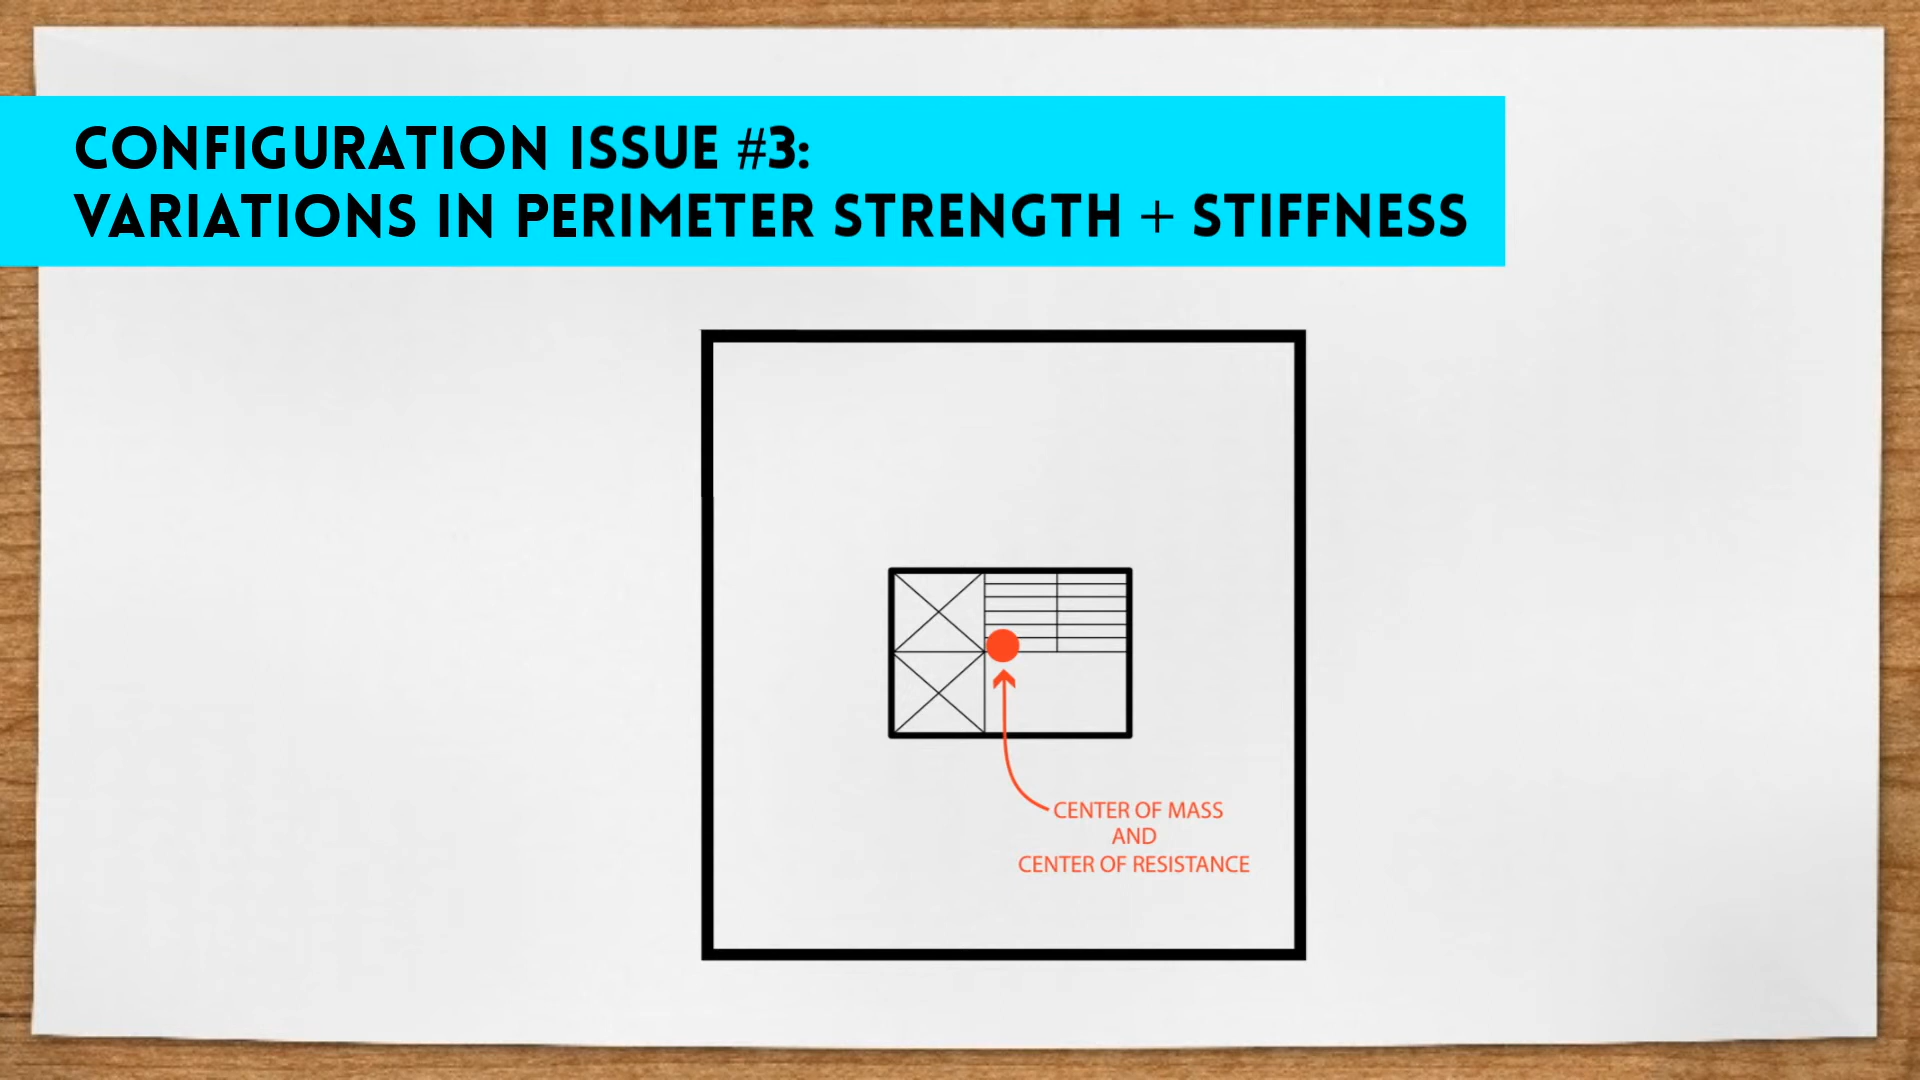 CONFIGURATION ISSUE #3:
VARIATIONS IN PERIMETER STRENGTH + STIFFNESS
CENTER OF MASS
AND
CENTER OF RESISTANCE